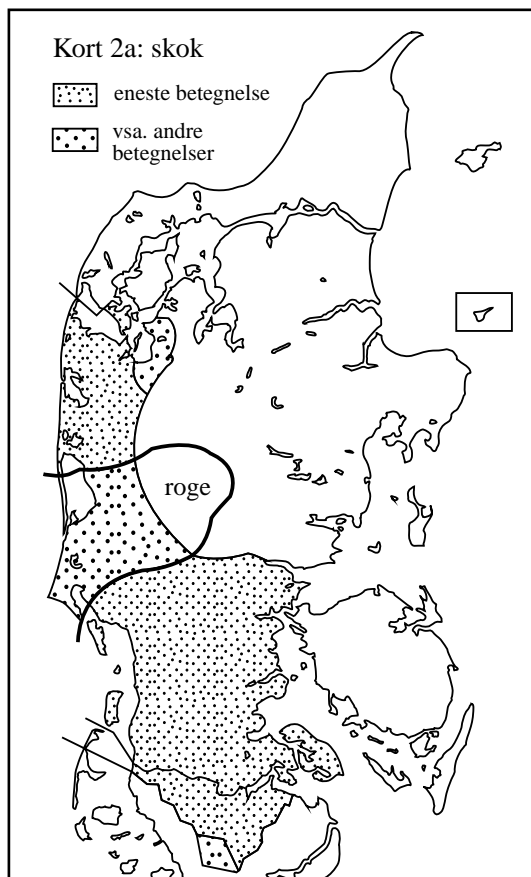 Kort 2a: skok
eneste betegnelse
vsa. andre
betegnelser
roge